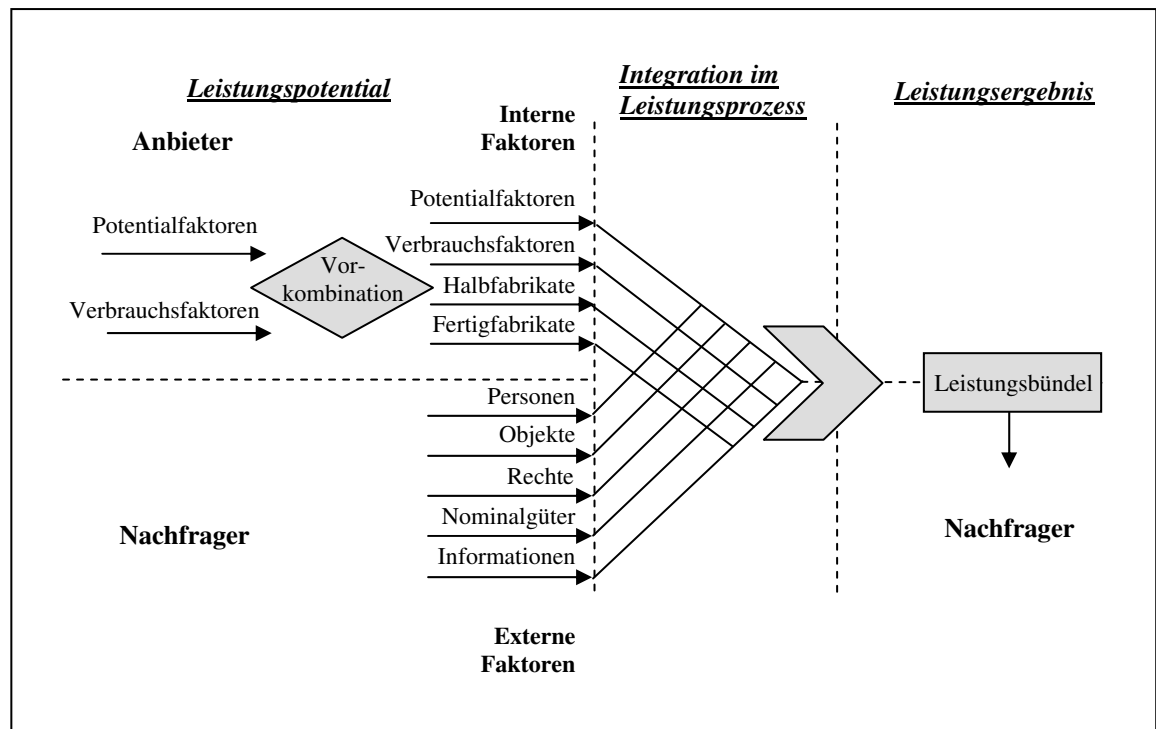 Leistungspotential
Integration im
Leistungsprozess
Leistungsergebnis
Anbieter
Interne
Faktoren
Potentialfaktoren
Verbrauchsfaktoren
Vor-
kombination
Potentialfaktoren
Verbrauchsfaktoren
Halbfabrikate
Fertigfabrikate
Personen
Objekte
Rechte
Nominalgüter
Informationen
Nachfrager
Externe
Faktoren
Leistungsbündel
Nachfrager